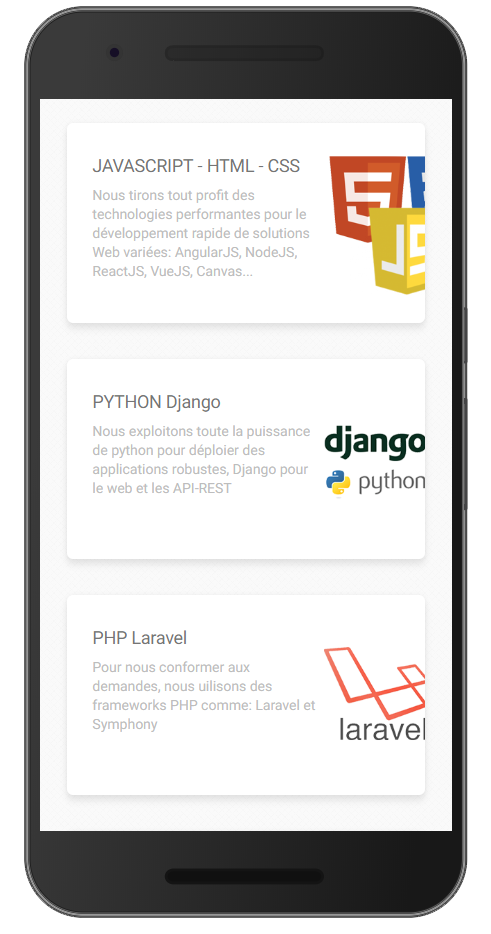 JAVASCRIPT - HTML - CSS
Nous tirons tout profit des
technologies performantes pour le
développement rapide de solutions
Web variées: AngularJS, NodeJS,
ReactJS, VueJS, Canvas...
5
JS
PYTHON Django
Nous exploitons toute la puissance
de python pour déploier des
applications robustes, Django pour
le web et les API-REST
django
python
PHP Laravel
Pour nous conformer aux
demandes, nous uilisons des
frameworks PHP comme: Laravel et
Symphony
laravel